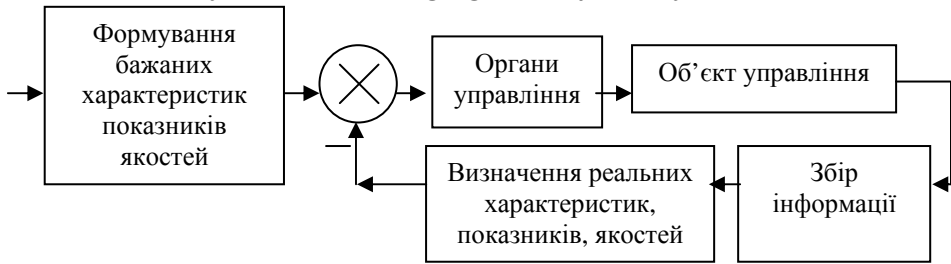 Формування
бажаних
характеристик
показників
якостей
Органи
управління
Об’єкт управління
Визначення реальних
характеристик,
показників, якостей
Збір
інформації